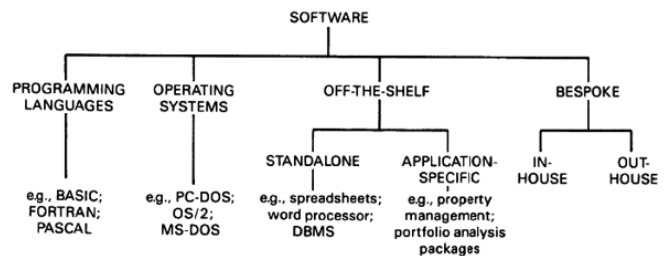 SOFTWARE
PROGRAMMING
LANGUAGES
OPERATING
SYSTEMS
OFF-THE-SHELF
BESPOKE
STANDALONE
APPLICATION-
SPECIFIC
IN-
HOUSE
OUT-
HOUSE
e.g., BASIC;
FORTRAN;
PASCAL
e.g., PC-DOS;
OS/2;
MS-DOS
e.g., spreadsheets;
word processor;
DBMS
e.g., property
management;
portfolio analysis
packages